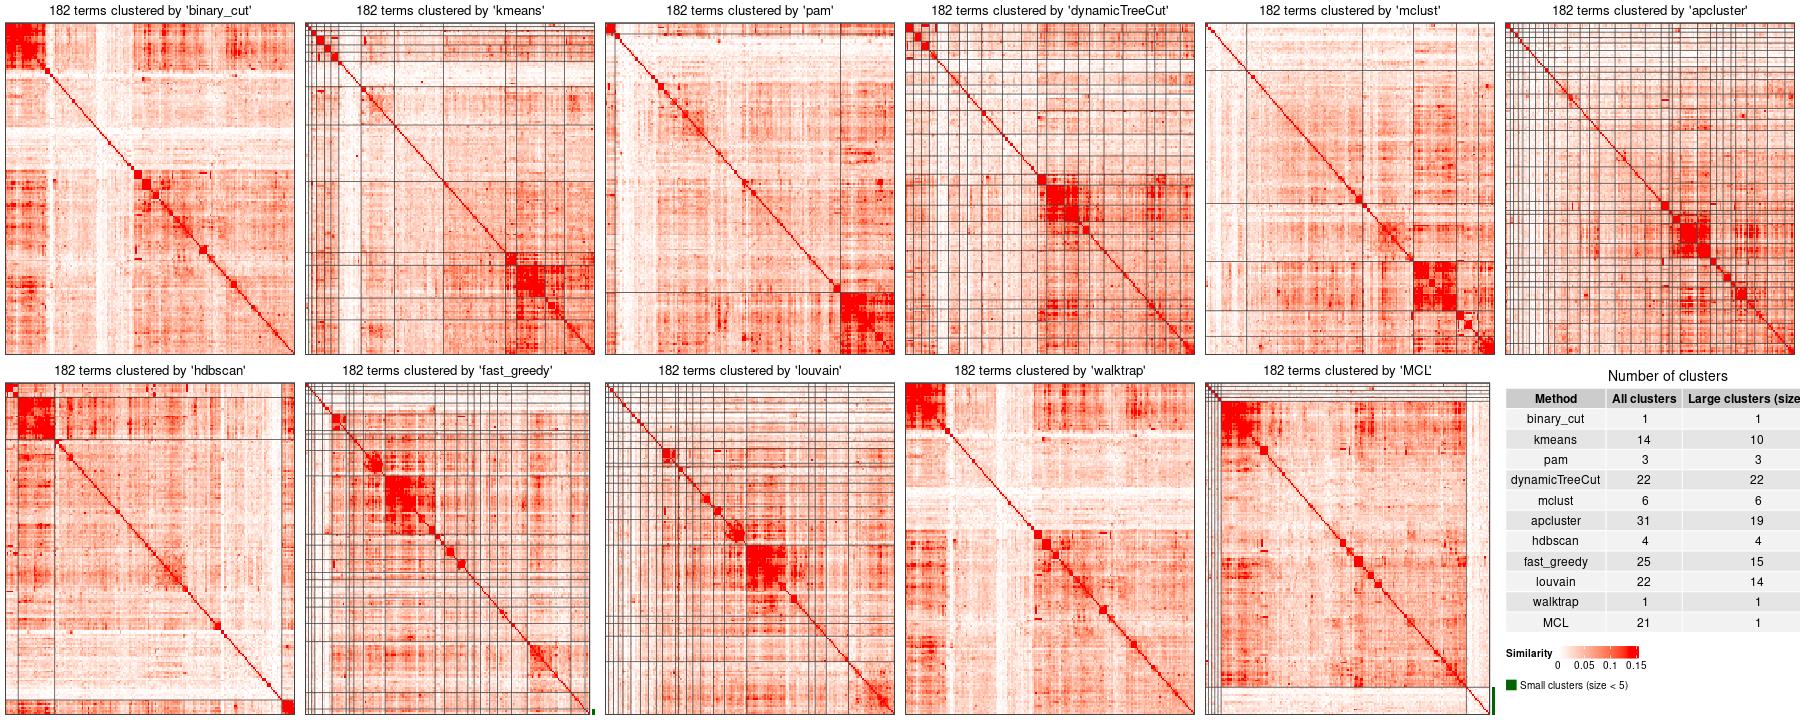 182 terms clustered by 'binary_cut'
182 terms clustered by 'kmeans'
182 terms clustered by 'pam'
182 terms clustered by 'dynamicTreeCut'
182 terms clustered by 'mclust'
182 terms clustered by 'apcluster'
182 terms clustered by 'hdbscan'
182 terms clustered by 'fast_greedy'
182 terms clustered by 'louvain'
182 terms clustered by 'walktrap'
182 terms clustered by 'MCL'
Number of clusters
Method All clusters Large clusters (size
binary_cut 1 1
kmeans 14 10
pam 3 3
dynamicTreeCut 22 22
mclust 6 6
apcluster 31 19
hdbscan 4 4
fast_greedy 25 15
louvain 22 14
walktrap 1 1
MCL 21 1
Similarity
0 0.05 0.1 0.15
Small clusters (size < 5)